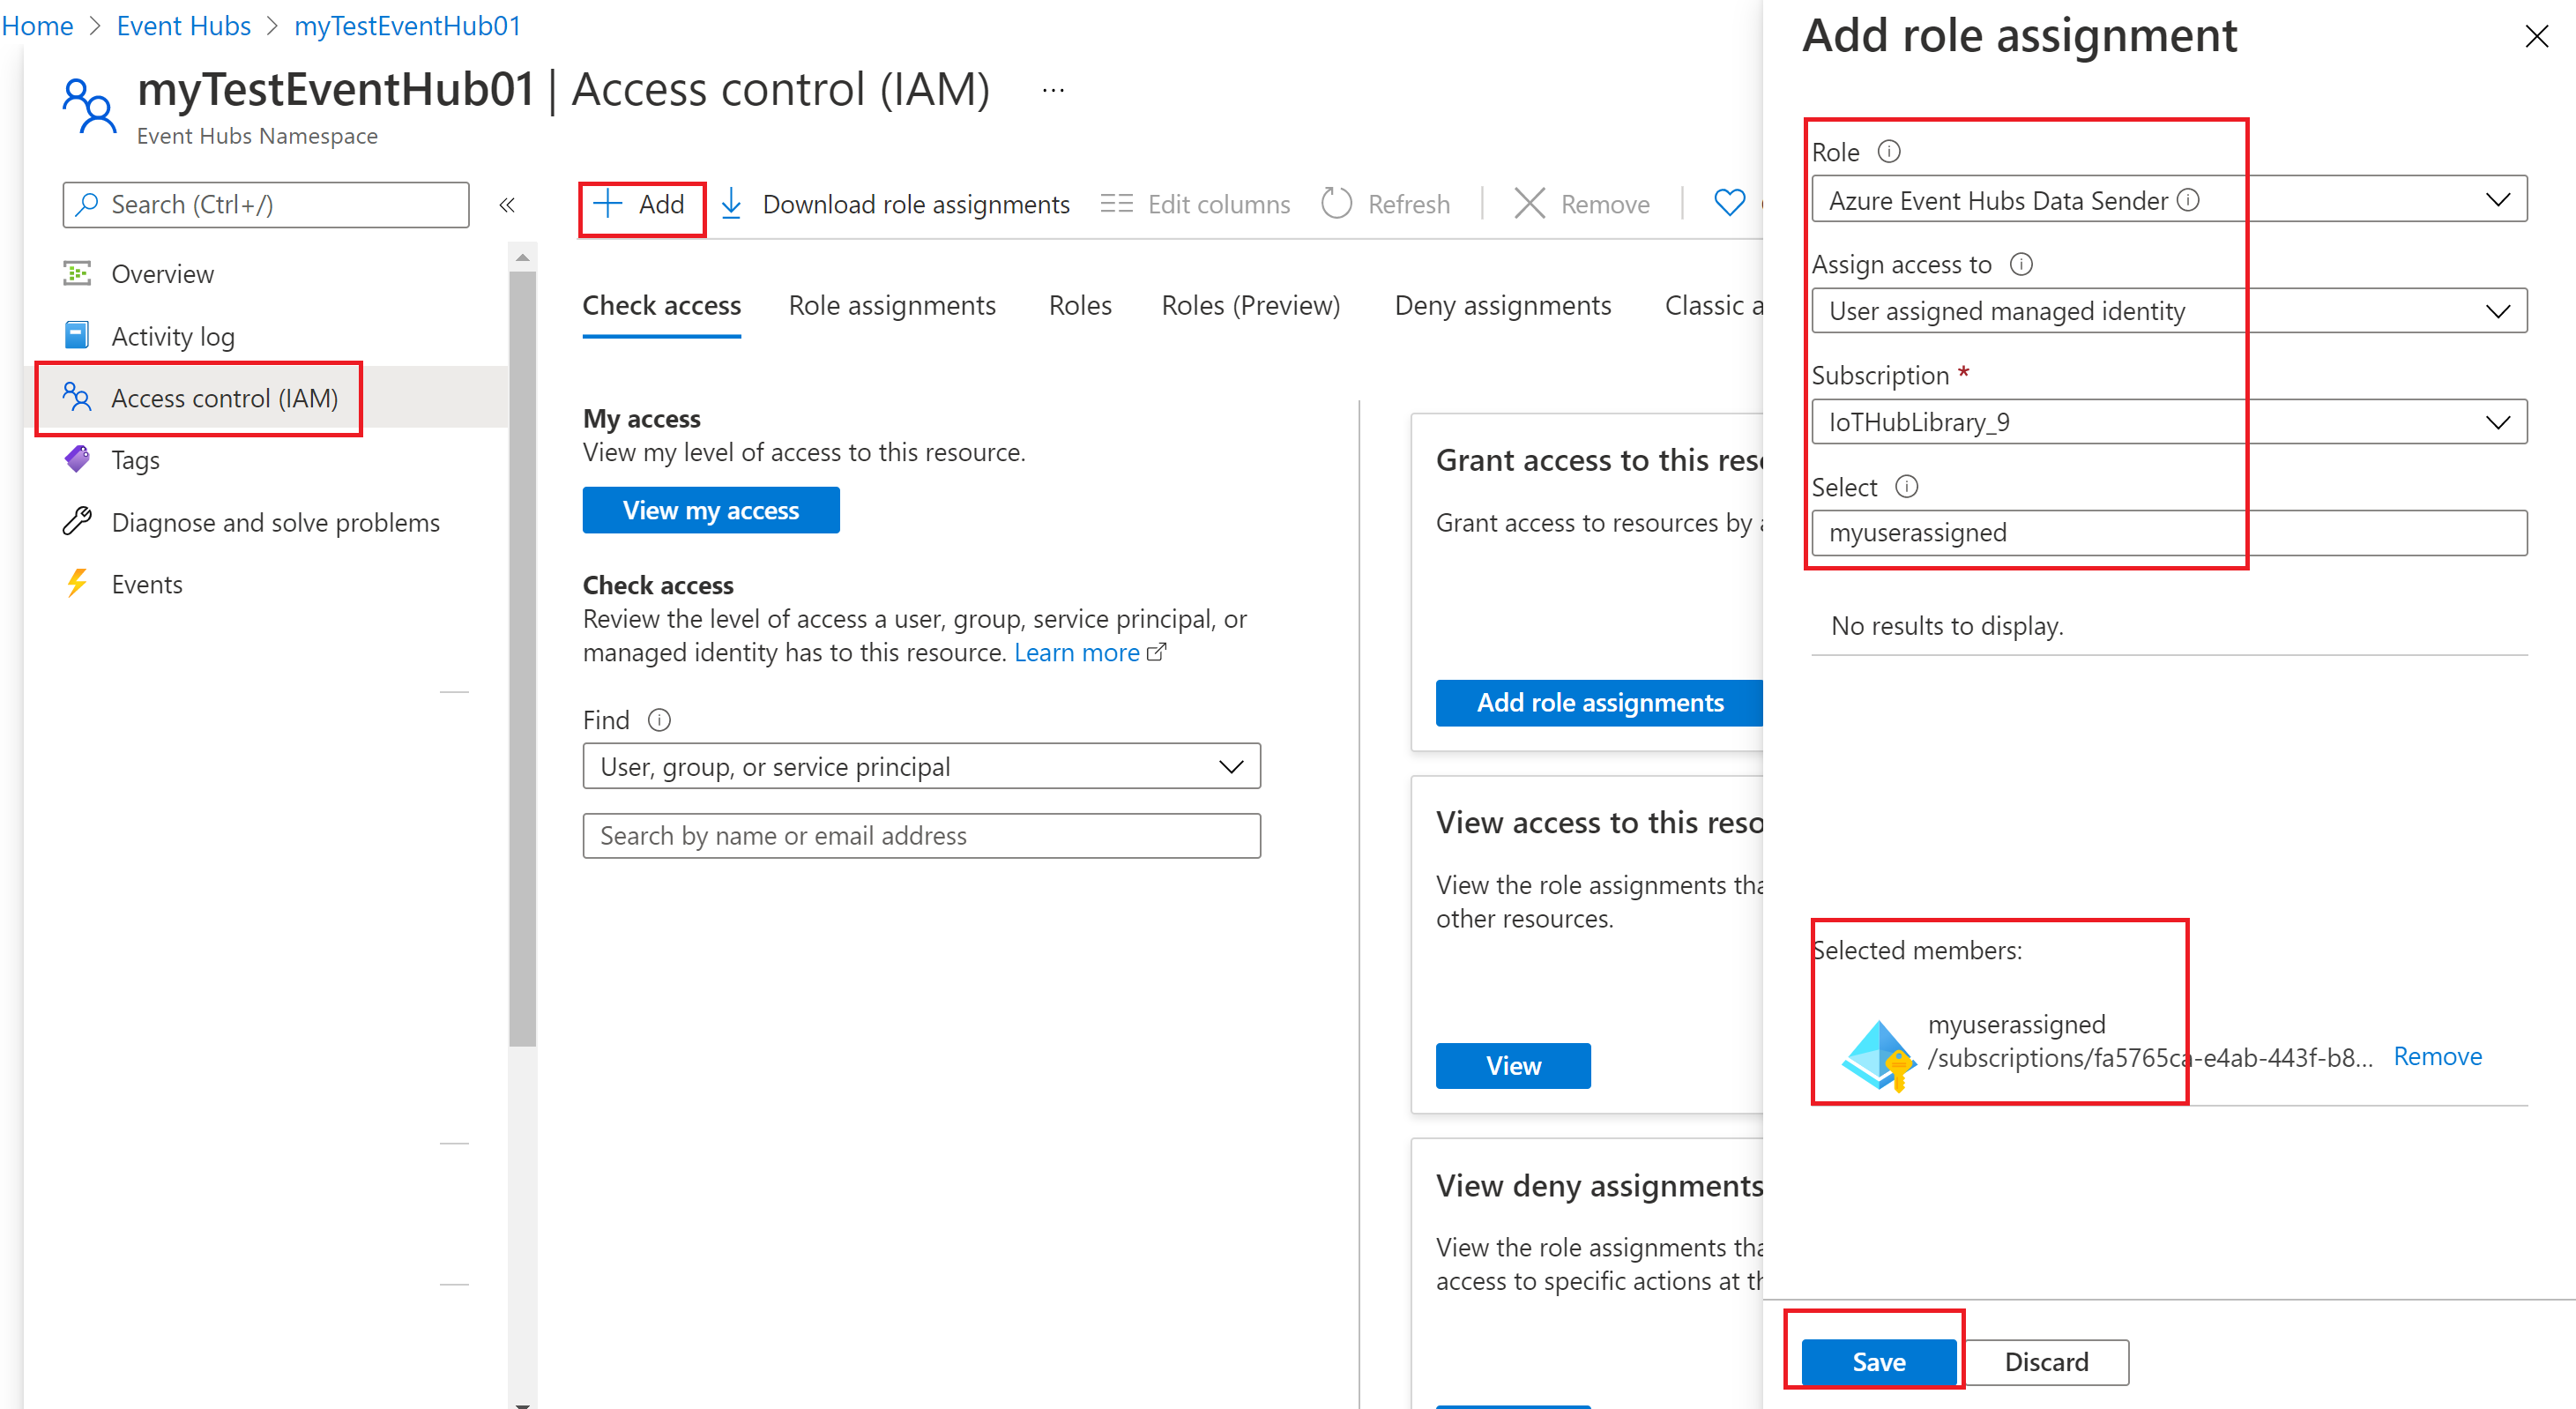 Home > Event Hubs > myTestEventHub01
myTestEventHub01 | Access control (IAM) ...
Event Hubs Namespace
Search (Ctrl+/)
«
Overview
Activity log
Access control (IAM)
Tags
Diagnose and solve problems
Events
Add
Download role assignments
Edit columns
Refresh
Remove
Check access
Role assignments
Roles
Roles (Preview)
Deny assignments
Classic a
My access
View my level of access to this resource.
View my access
Check access
Review the level of access a user, group, service principal, or
managed identity has to this resource. Learn more
Find
User, group, or service principal
Search by name or email address
Grant access to this
Grant access to resources by
Add role assignments
View access to this
View the role assignments
other resources.
View
View deny assignments
View the role assignments
access to specific actions at
Add role assignment
Role
Azure Event Hubs Data Sender
Assign access to
User assigned managed identity
Subscription *
IoTHubLibrary_9
Select
myuserassigned
No results to display.
Selected members:
myuserassigned
/subscriptions/fa5765ca-e4ab-443f-b8...
Remove
Save
Discard